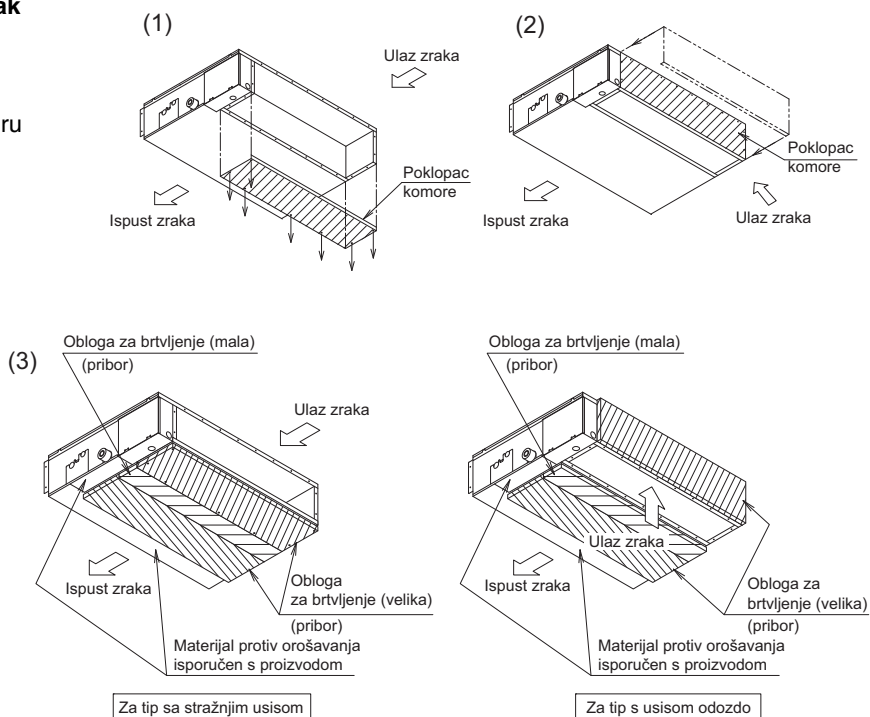 ak
ru
(1)
Ulaz zraka
Poklopac
komore
Ispust zraka
(2)
Poklopac
komore
Ispust zraka
Ulaz zraka
(3)
Obloga za brtvljenje (mala)
(pribor)
Ulaz zraka
Ispust zraka
Obloga
za brtvljenje (velika)
(pribor)
Materijal protiv orošavanja
isporučen s proizvodom
Za tip sa stražnjim usisom
Obloga za brtvljenje (mala)
(pribor)
Ulaz zraka
Ispust zraka
Obloga za
brtvljenje (velika)
(pribor)
Materijal protiv orošavanja
isporučen s proizvodom
Za tip s usisom odozdo